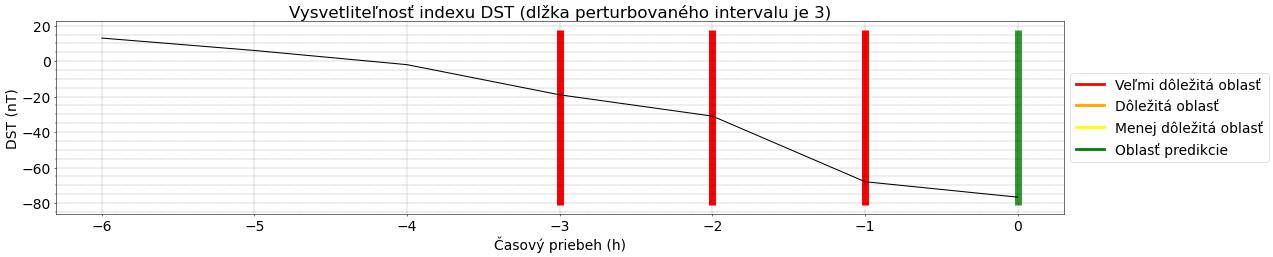 Vysvetliteľnosť indexu DST (dĺžka perturbovaného intervalu je 3)
20
0
−20
−40
−60
−80
DST (nT)
−6 −5 −4 −3 −2 −1 0
Časový priebeh (h)
Veľmi dôležitá oblasť
Dôležitá oblasť
Menej dôležitá oblasť
Oblasť predikcie